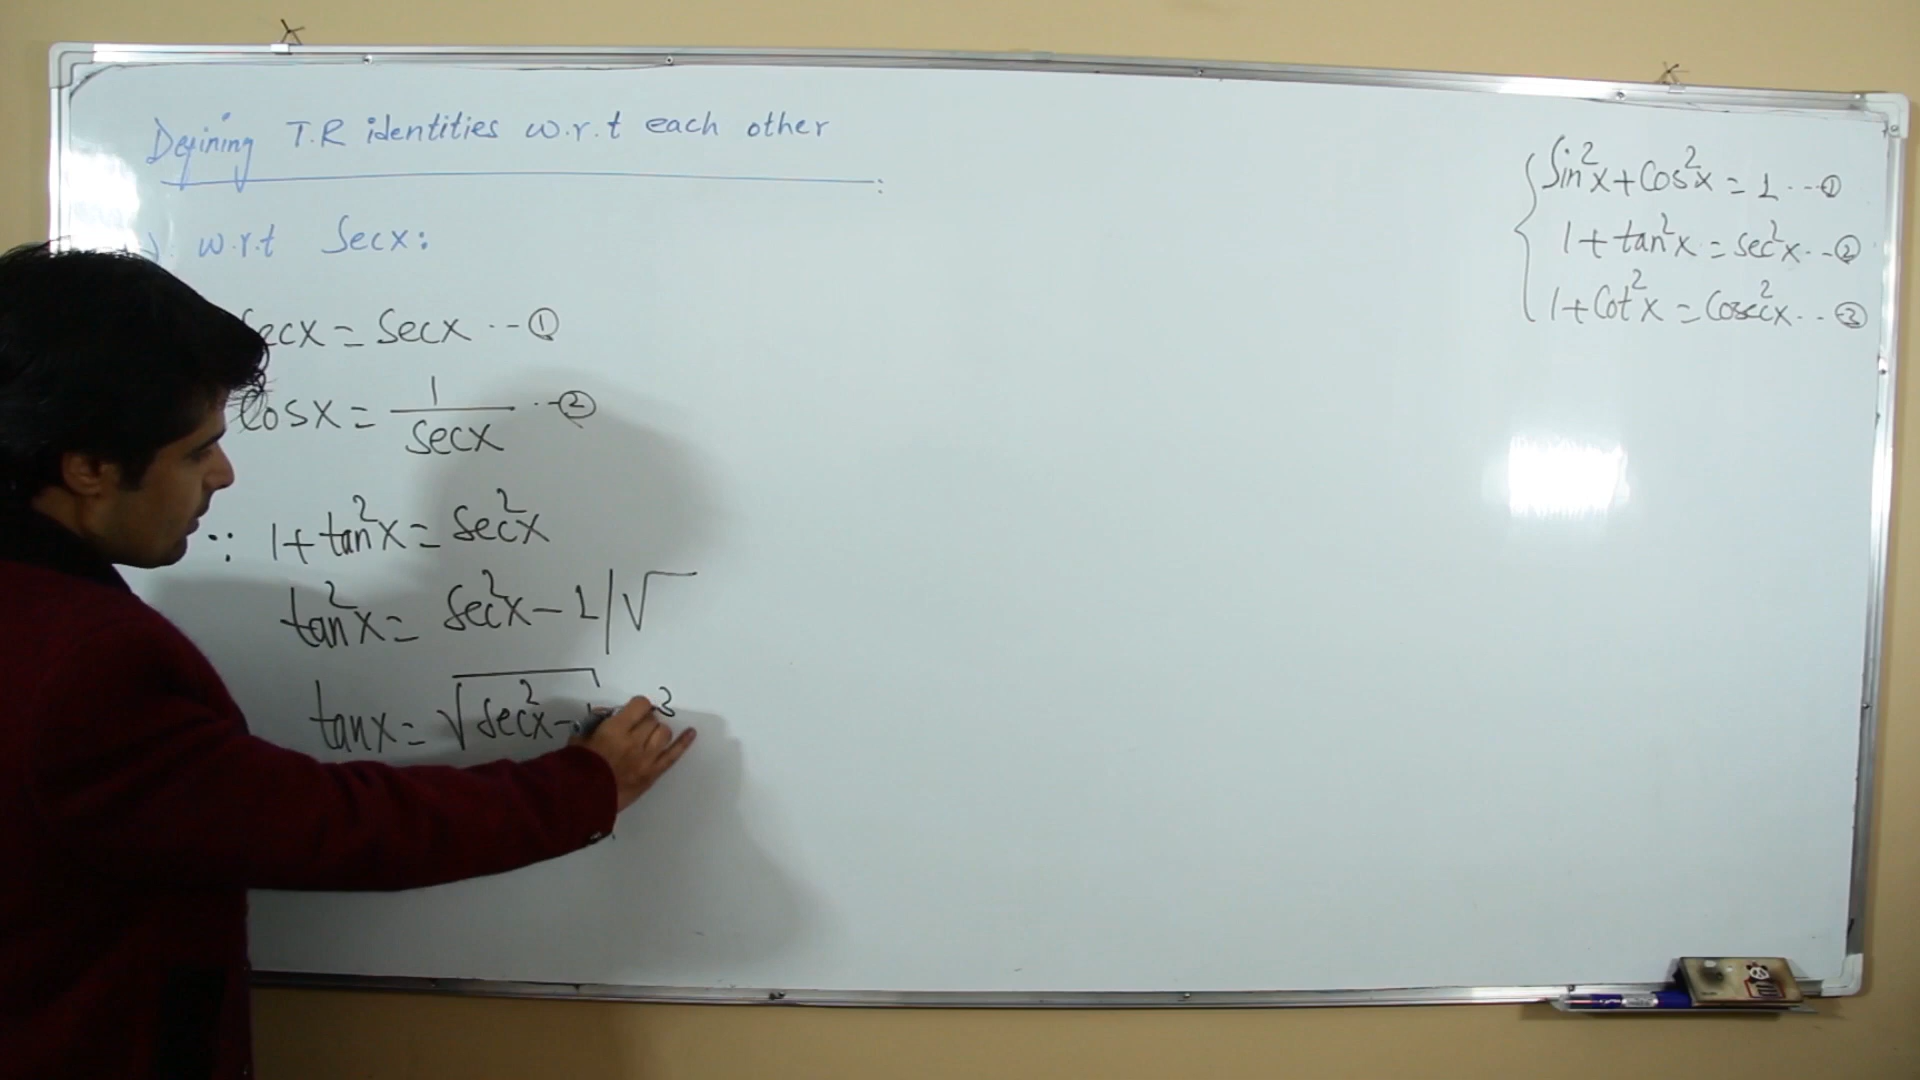 Defining T.R identities w.r.t each other :
w.r.t Secx:
Secx = Secx ---①
Cosx = 1/secx ---②
∵ 1+tan²x = Sec²x
tan²x = Sec²x - 1 /√
tanx = √sec²x - 1 3
Sin²x + Cos²x = 1 ---①
1 + tan²x = sec²x ---②
1 + Cot²x = Cosec²x ---③